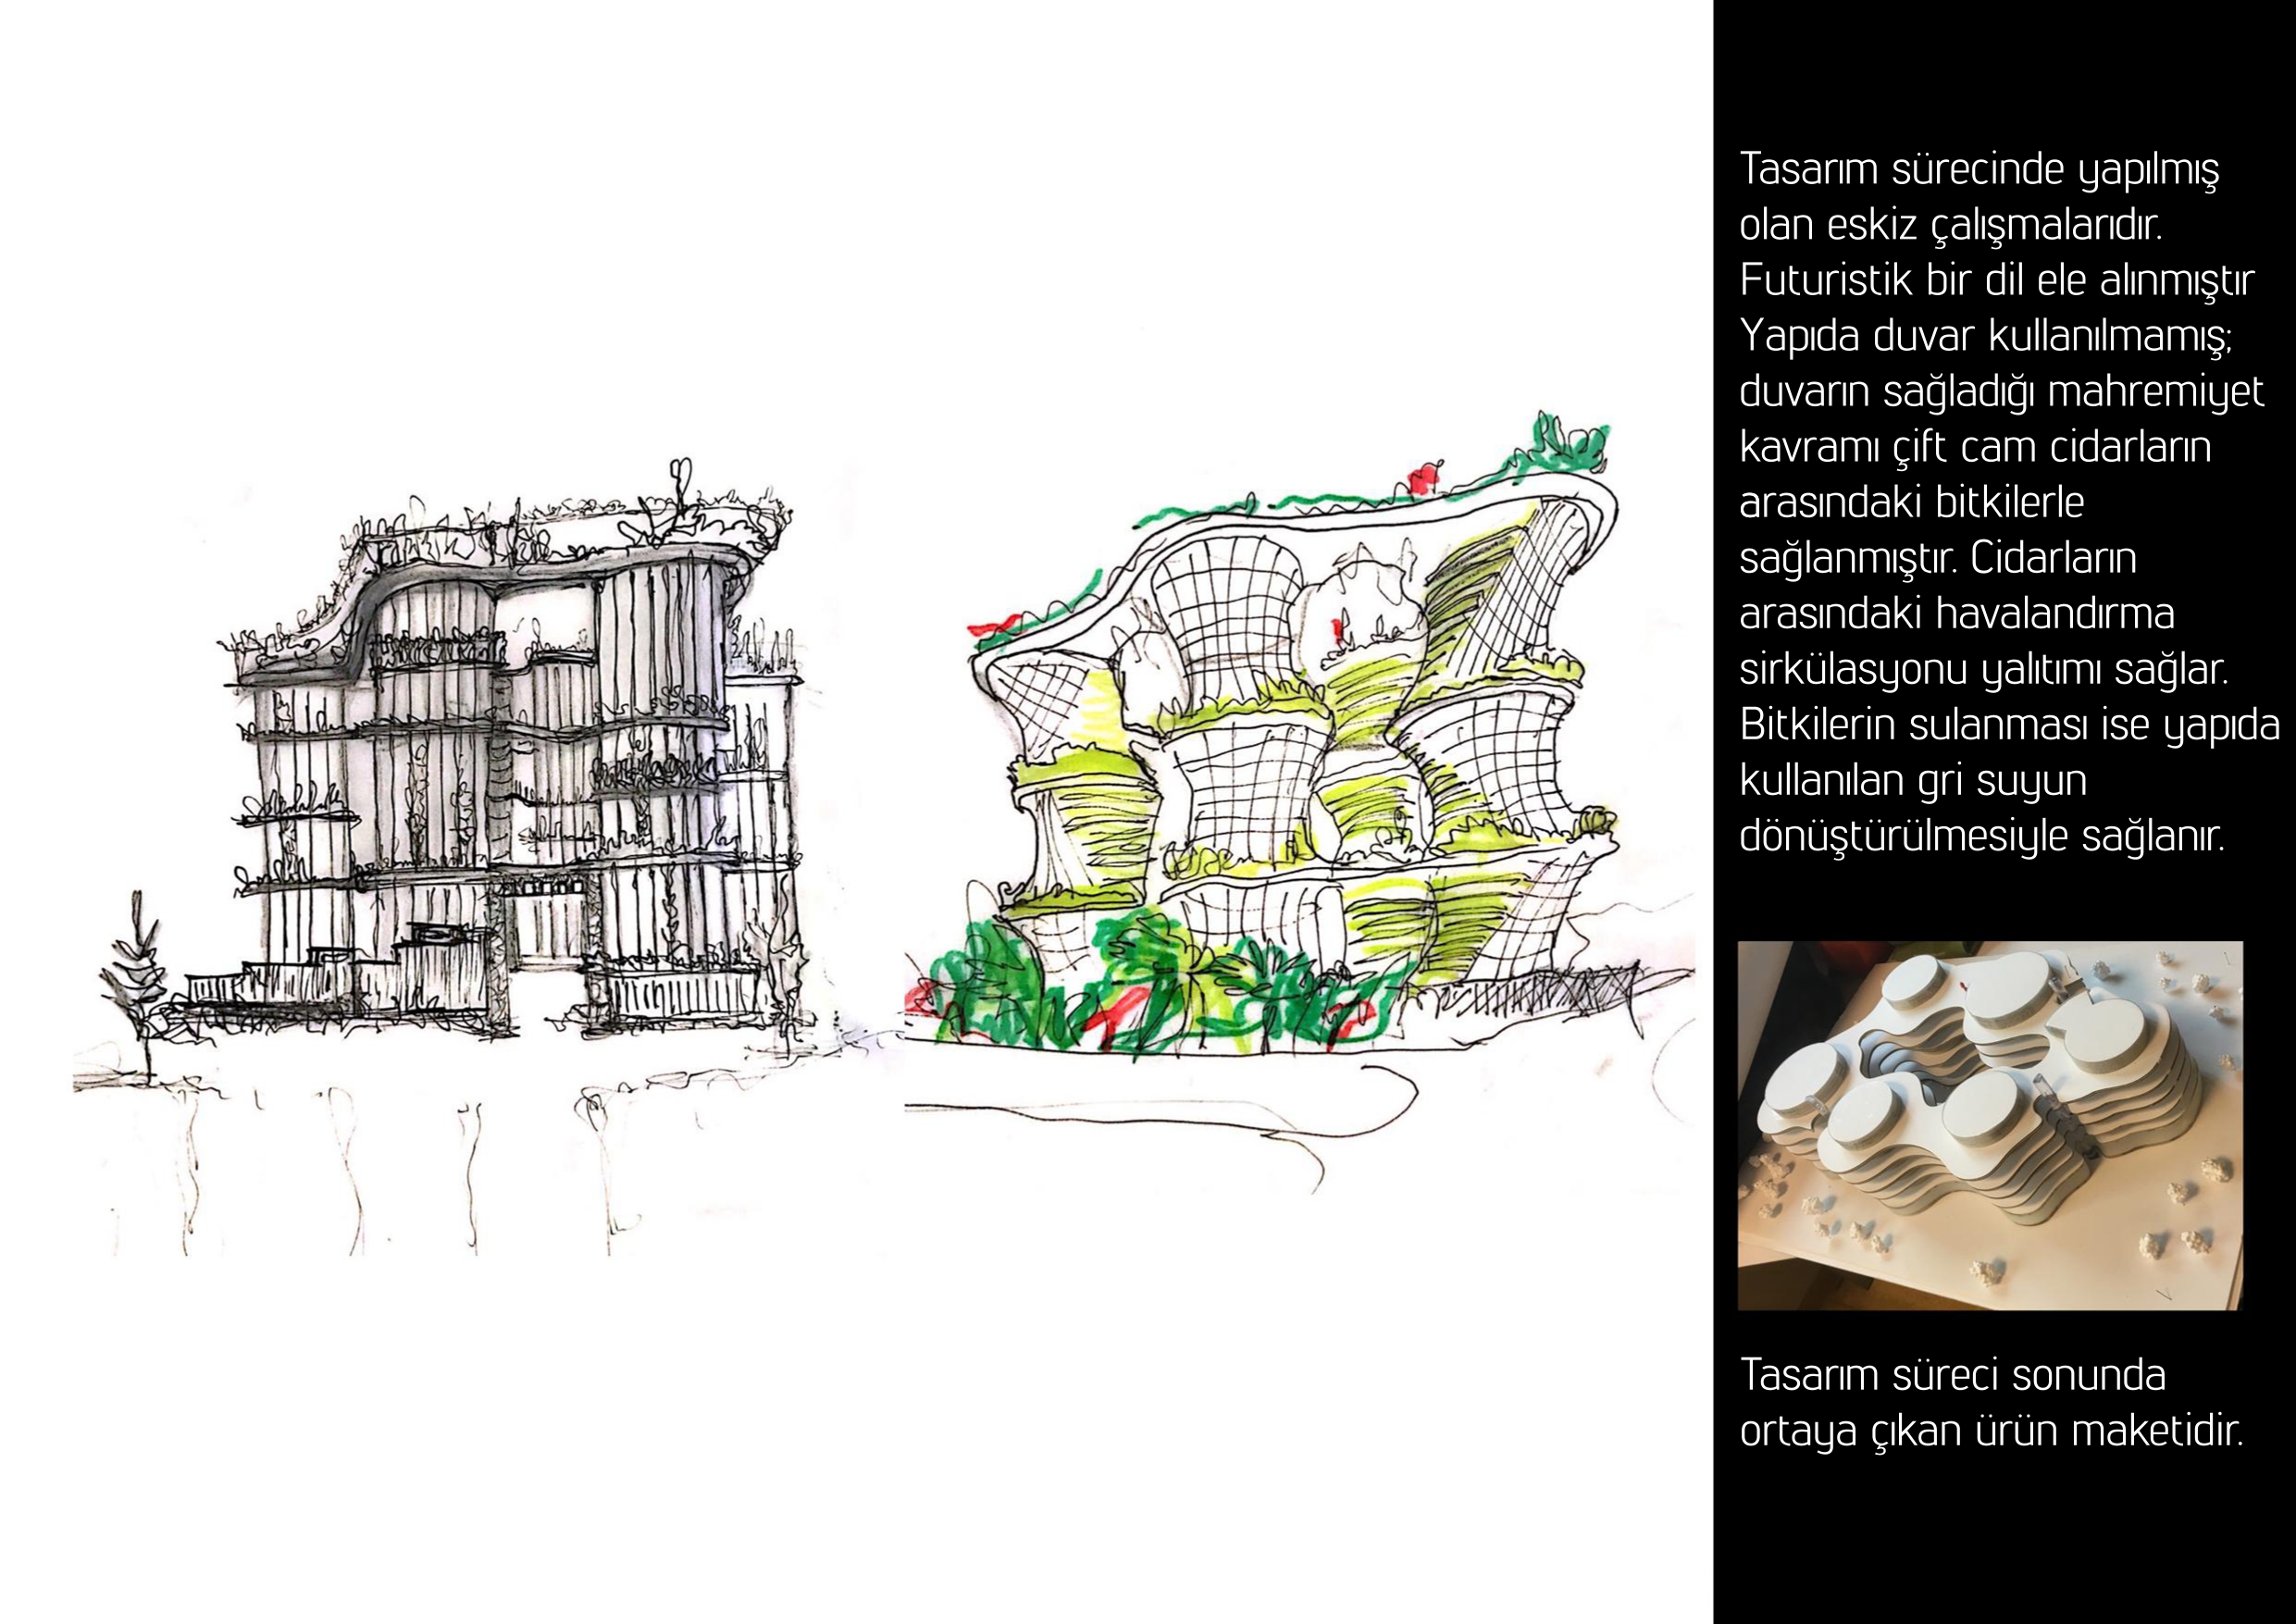 Tasarım sürecinde yapılmış
olan eskiz çalışmalarıdır.
Futuristik bir dil ele alınmıştır
Yapıda duvar kullanılmamış;
duvarın sağladığı mahremiyet
kavramı çift cam cidarların
arasındaki bitkilerle
sağlanmıştır. Cidarların
arasındaki havalandırma
sirkülasyonu yalıtımı sağlar.
Bitkilerin sulanması ise yapıda
kullanılan gri suyun
dönüştürülmesiyle sağlanır.
Tasarım süreci sonunda
ortaya çıkan ürün maketidir.